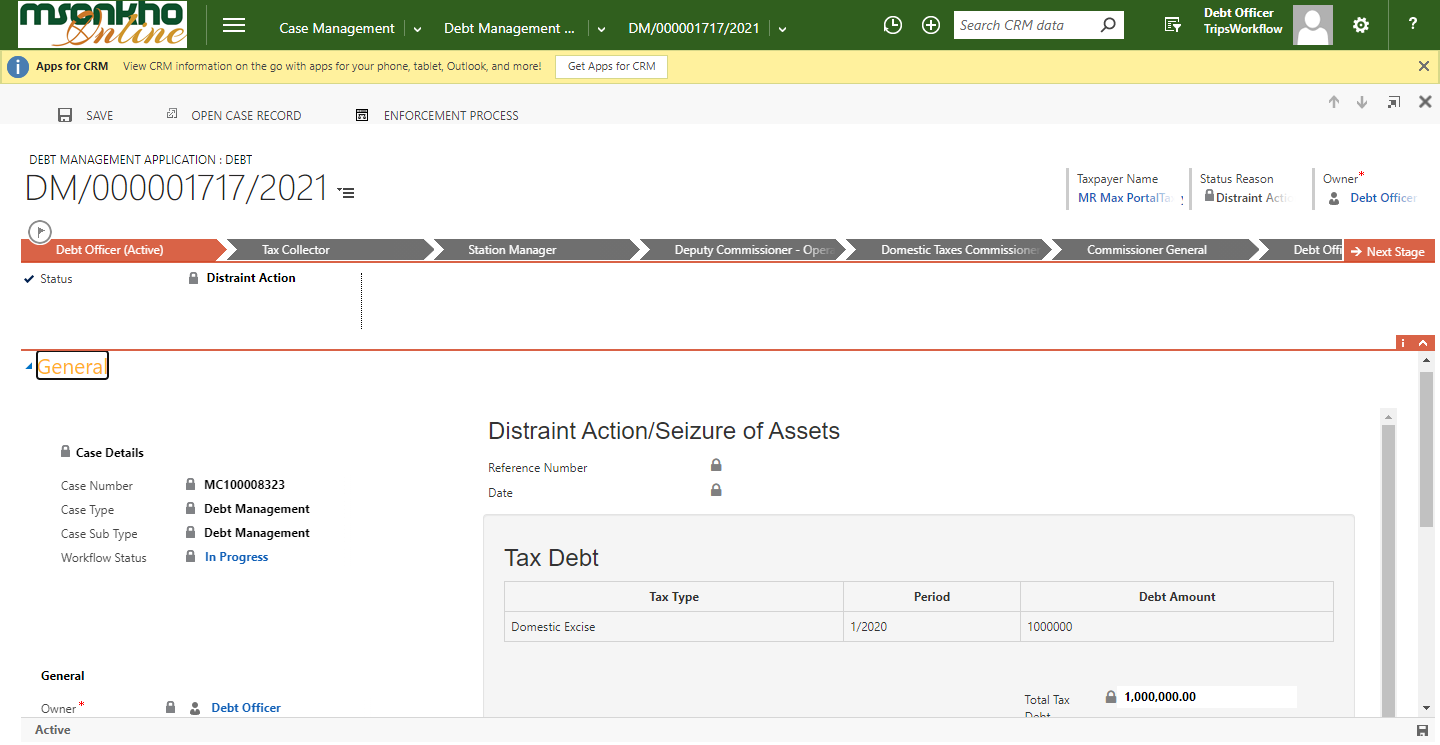 msonkho
Online
Case Management
Debt Management ...
DM/000001717/2021
Search CRM data
Debt Officer
TripsWorkflow
?
i
Apps for CRM
View CRM information on the go with apps for your phone, tablet, Outlook, and more!
Get Apps for CRM
SAVE
OPEN CASE RECORD
ENFORCEMENT PROCESS
DEBT MANAGEMENT APPLICATION : DEBT
DM/000001717/2021
Taxpayer Name
MR Max PortalTa
Status Reason
Distraint Actio
Owner*
Debt Officer
Debt Officer (Active)
Tax Collector
Station Manager
Deputy Commissioner - Oper
Domestic Taxes Commissioner
Commissioner General
Debt Offi
Next Stage
Status
Distraint Action
i
General
Case Details
Case Number
MC100008323
Case Type
Debt Management
Case Sub Type
Debt Management
Workflow Status
In Progress
General
Owner*
Debt Officer
Distraint Action/Seizure of Assets
Reference Number
Date
Tax Debt
Tax Type
Period
Debt Amount
Domestic Excise
1/2020
1000000
Total Tax
Debt
1,000,000.00
Active